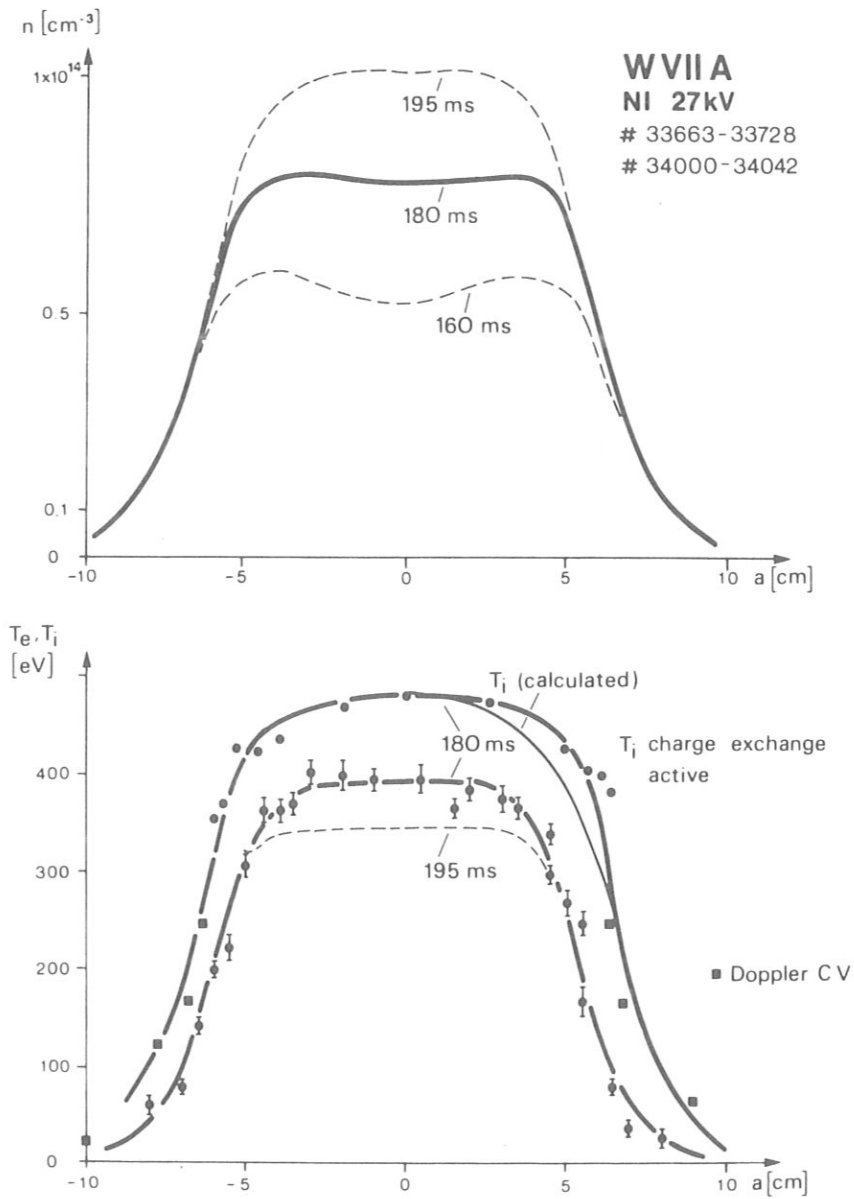 n [cm⁻³]
1x10¹⁴
0.5
0.1
0
195 ms
180 ms
160 ms
W VII A
NI 27kV
# 33663-33728
# 34000-34042
-10
-5
0
5
10
a [cm]
Te, Ti
[eV]
400
300
200
100
0
Ti (calculated)
180 ms
195 ms
Ti charge exchange
active
Doppler C V
-10
-5
0
5
10
a [cm]